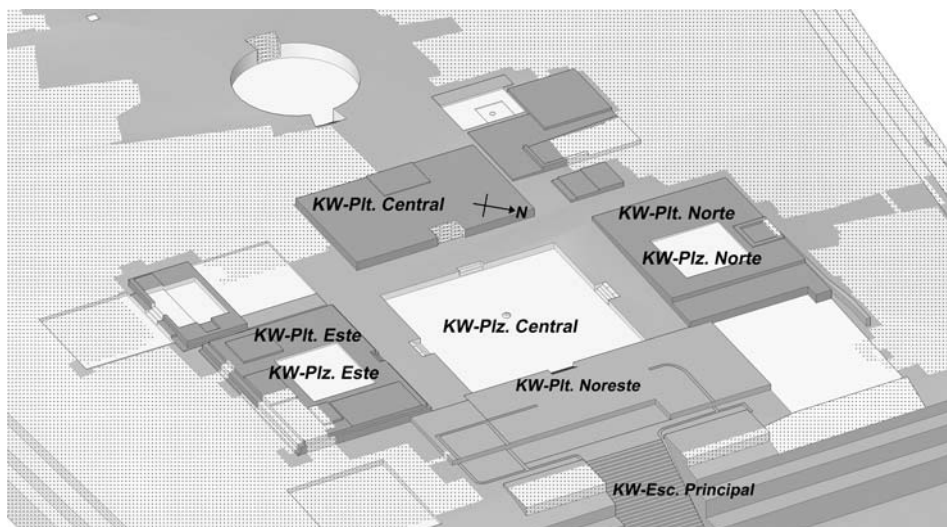 KW-Plt. Central
N
KW-Plt. Norte
KW-Plz. Norte
KW-Plz. Central
KW-Plt. Este
KW-Plz. Este
KW-Plt. Noreste
KW-Esc. Principal